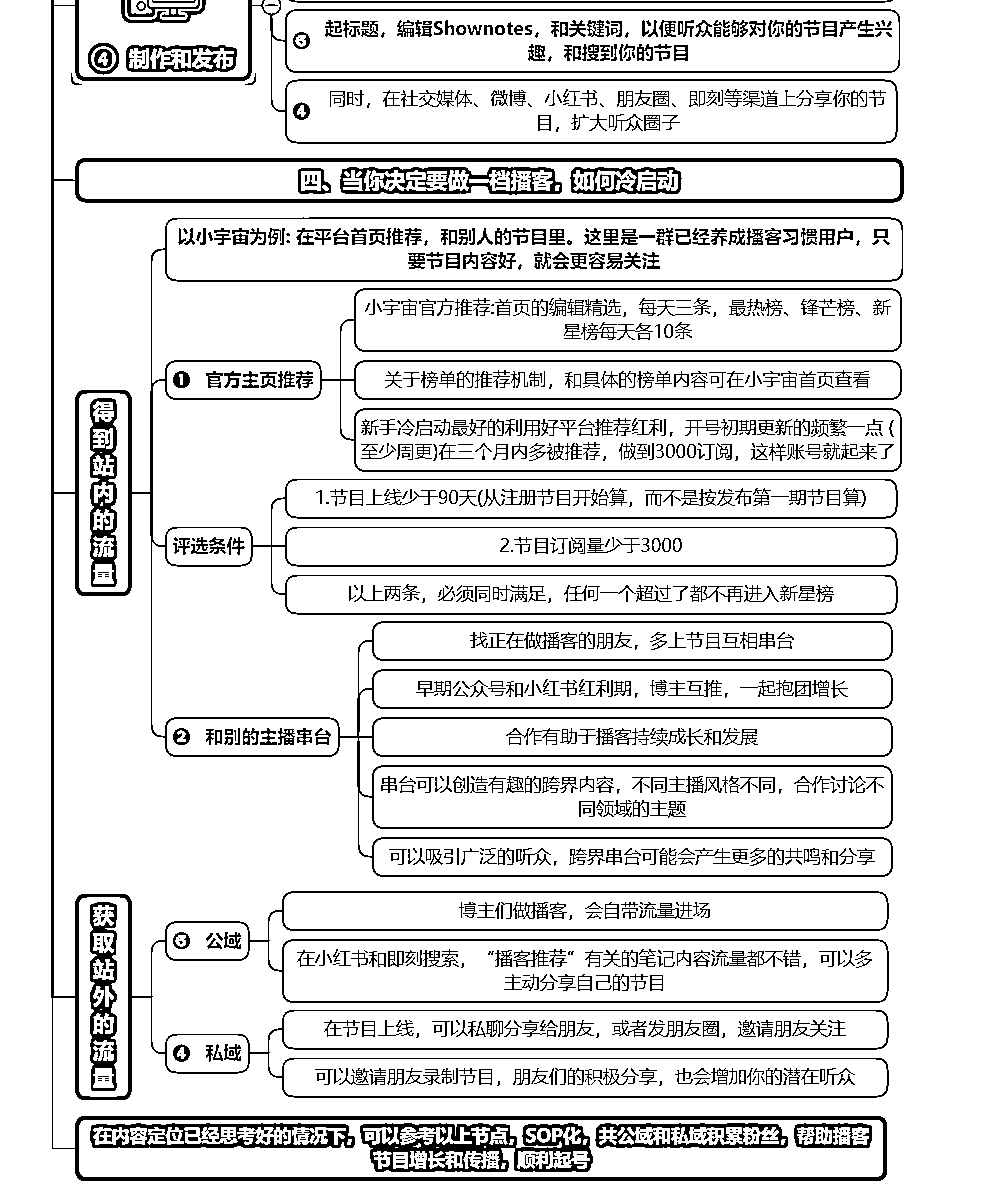 ❸ 起标题，编辑Shownotes，和关键词，以便听众能够对你的节目产生兴
趣，和搜到你的节目
④ 制作和发布
❹ 同时，在社交媒体、微博、小红书、朋友圈、即刻等渠道上分享你的节
目，扩大听众圈子
四、当你决定要做一档播客，如何冷启动
得到站内的流量
以小宇宙为例: 在平台首页推荐，和别人的节目里。这里是一群已经养成播客习惯用户，只
要节目内容好，就会更容易关注
❶ 官方主页推荐
小宇宙官方推荐:首页的编辑精选，每天三条，最热榜、锋芒榜、新
星榜每天各10条
关于榜单的推荐机制，和具体的榜单内容可在小宇宙首页查看
新手冷启动最好的利用好平台推荐红利，开号初期更新的频繁一点 (
至少周更)在三个月内多被推荐，做到3000订阅，这样账号就起来了
评选条件
1.节目上线少于90天(从注册节目开始算，而不是按发布第一期节目算)
2.节目订阅量少于3000
以上两条，必须同时满足，任何一个超过了都不再进入新星榜
❷ 和别的主播串台
找正在做播客的朋友，多上节目互相串台
早期公众号和小红书红利期，博主互推，一起抱团增长
合作有助于播客持续成长和发展
串台可以创造有趣的跨界内容，不同主播风格不同，合作讨论不
同领域的主题
可以吸引广泛的听众，跨界串台可能会产生更多的共鸣和分享
获取站外的流量
❸ 公域
博主们做播客，会自带流量进场
在小红书和即刻搜索，“播客推荐”有关的笔记内容流量都不错，可以多
主动分享自己的节目
❹ 私域
在节目上线，可以私聊分享给朋友，或者发朋友圈，邀请朋友关注
可以邀请朋友录制节目，朋友们的积极分享，也会增加你的潜在听众
在内容定位已经思考好的情况下，可以参考以上节点，SOP化，共公域和私域积累粉丝，帮助播客
节目增长和传播，顺利起号